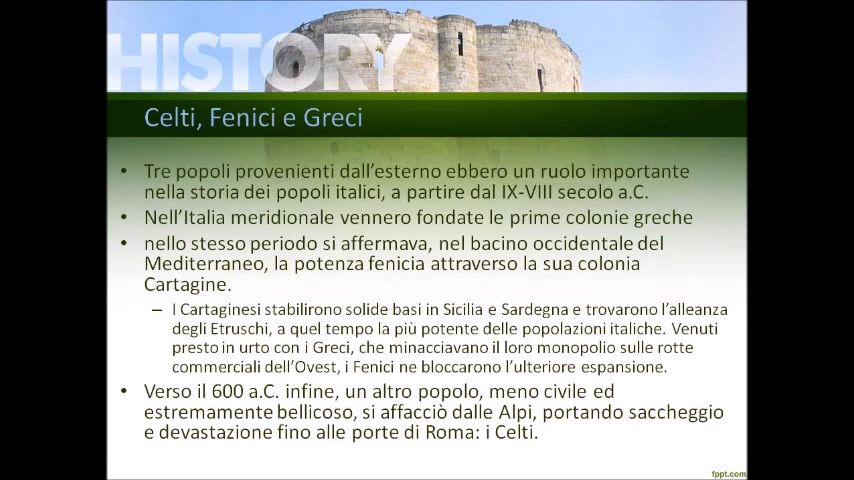 HISTORY
Celti, Fenici e Greci
• Tre popoli provenienti dall'esterno ebbero un ruolo importante
nella storia dei popoli italici, a partire dal IX-VIII secolo a.C.
• Nell'Italia meridionale vennero fondate le prime colonie greche
• nello stesso periodo si affermava, nel bacino occidentale del
Mediterraneo, la potenza fenicia attraverso la sua colonia
Cartagine.
– I Cartaginesi stabilirono solide basi in Sicilia e Sardegna e trovarono l'alleanza
degli Etruschi, a quel tempo la più potente delle popolazioni italiche. Venuti
presto in urto con i Greci, che minacciavano il loro monopolio sulle rotte
commerciali dell'Ovest, i Fenici ne bloccarono l'ulteriore espansione.
• Verso il 600 a.C. infine, un altro popolo, meno civile ed
estremamente bellicoso, si affacciò dalle Alpi, portando saccheggio
e devastazione fino alle porte di Roma: i Celti.
fppt.com